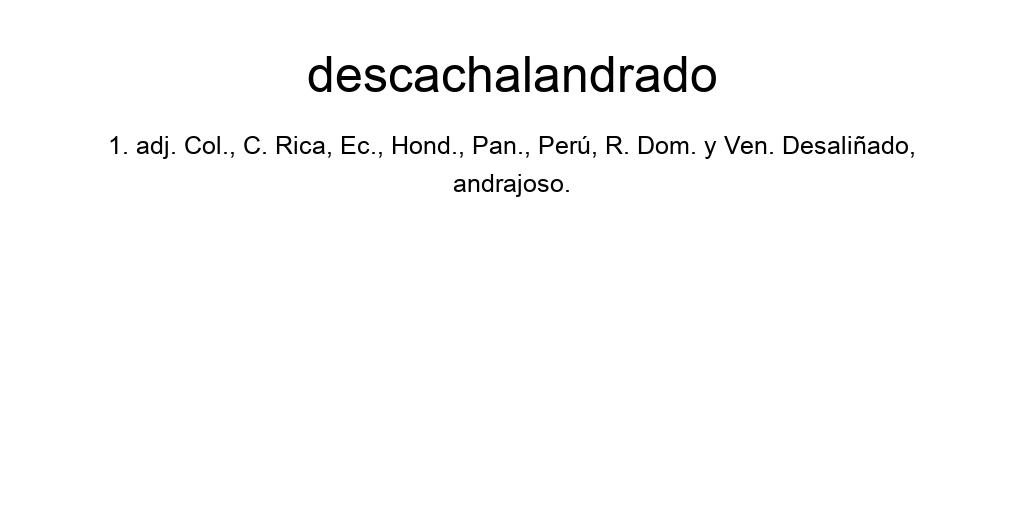 descachalandrado
1. adj. Col., C. Rica, Ec., Hond., Pan., Perú, R. Dom. y Ven. Desaliñado,
andrajoso.